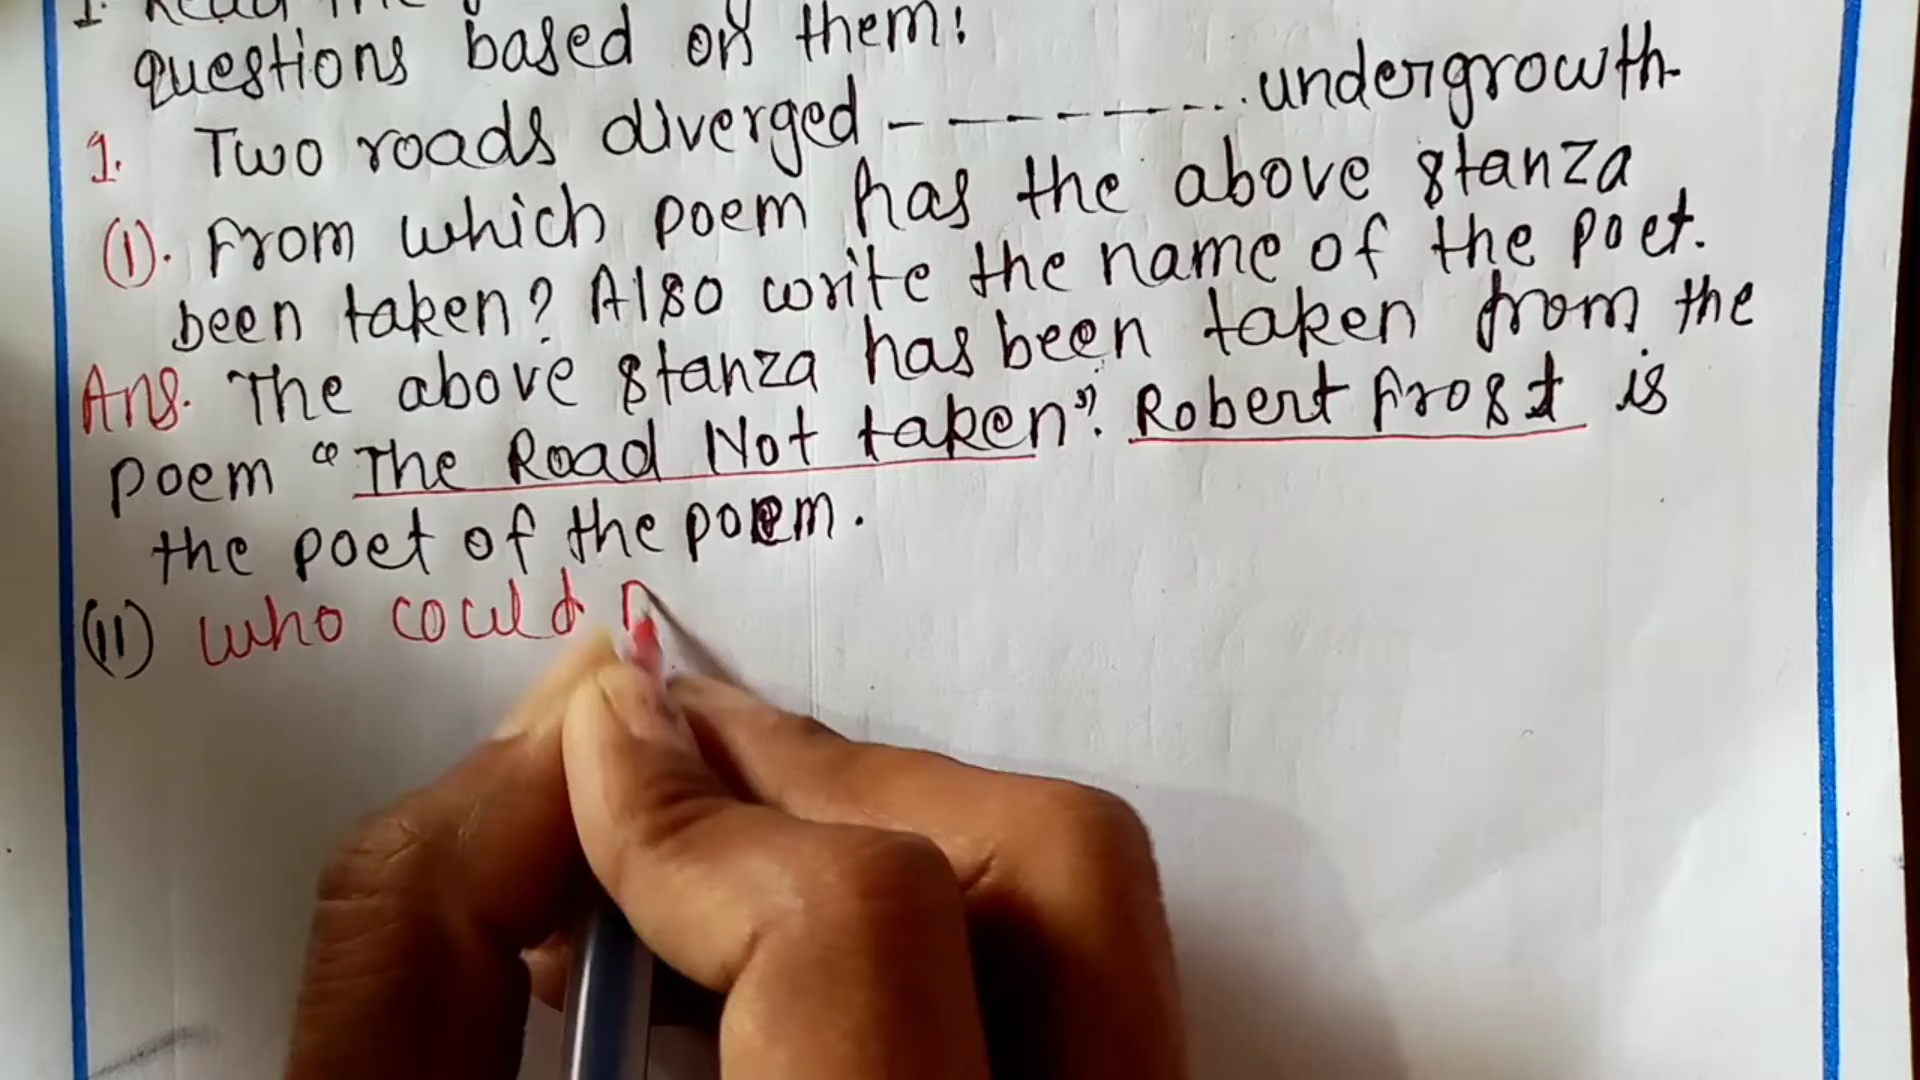 I. Read the
questions based on them:
1. Two roads diverged ---------- undergrowth.
(I). From which poem has the above stanza
been taken? Also write the name of the poet.
Ans. The above stanza has been taken from the
poem "The Road Not taken". Robert Frost is
the poet of the poem.
(II) who could